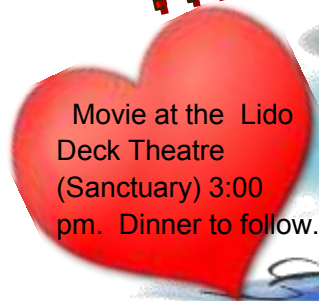 Movie at the Lido
Deck Theatre
(Sanctuary) 3:00
pm. Dinner to follow.